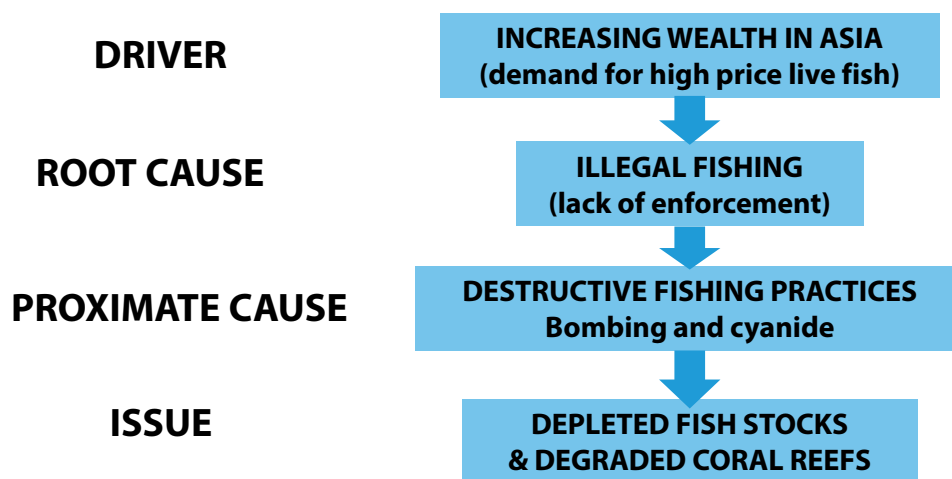 DRIVER
INCREASING WEALTH IN ASIA
(demand for high price live fish)
ROOT CAUSE
ILLEGAL FISHING
(lack of enforcement)
PROXIMATE CAUSE
DESTRUCTIVE FISHING PRACTICES
Bombing and cyanide
ISSUE
DEPLETED FISH STOCKS
& DEGRADED CORAL REEFS